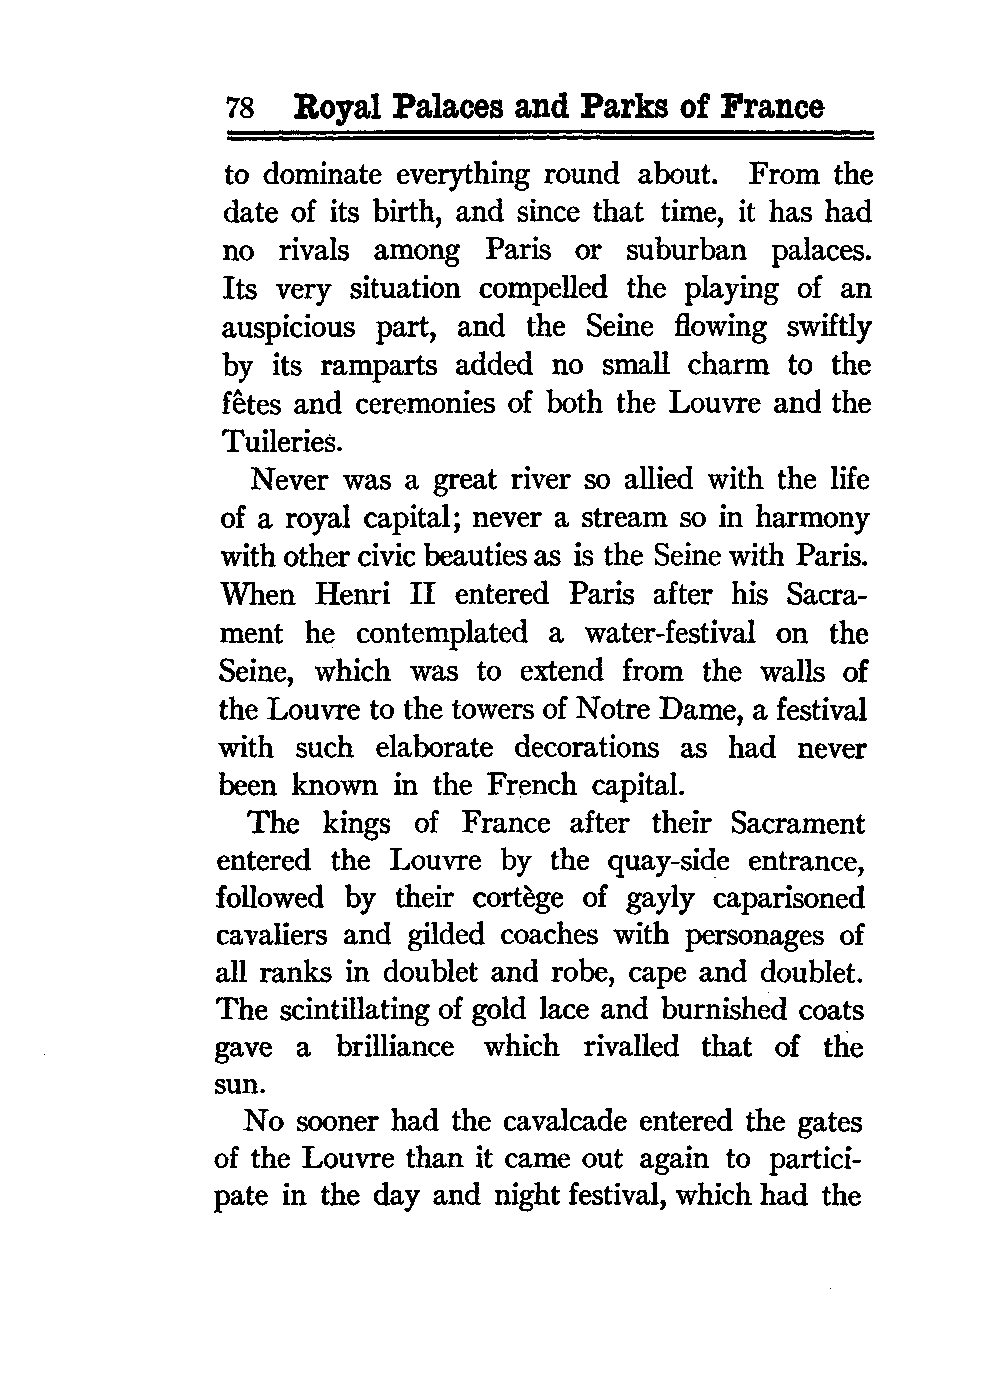 78 Royal Palaces and Parks of France
to dominate everything round about. From the
date of its birth, and since that time, it has had
no rivals among Paris or suburban palaces.
Its very situation compelled the playing of an
auspicious part, and the Seine flowing swiftly
by its ramparts added no small charm to the
fêtes and ceremonies of both the Louvre and the
Tuileries.
Never was a great river so allied with the life
of a royal capital; never a stream so in harmony
with other civic beauties as is the Seine with Paris.
When Henri II entered Paris after his Sacra-
ment he contemplated a water-festival on the
Seine, which was to extend from the walls of
the Louvre to the towers of Notre Dame, a festival
with such elaborate decorations as had never
been known in the French capital.
The kings of France after their Sacrament
entered the Louvre by the quay-side entrance,
followed by their cortège of gayly caparisoned
cavaliers and gilded coaches with personages of
all ranks in doublet and robe, cape and doublet.
The scintillating of gold lace and burnished coats
gave a brilliance which rivalled that of the
sun.
No sooner had the cavalcade entered the gates
of the Louvre than it came out again to partici-
pate in the day and night festival, which had the